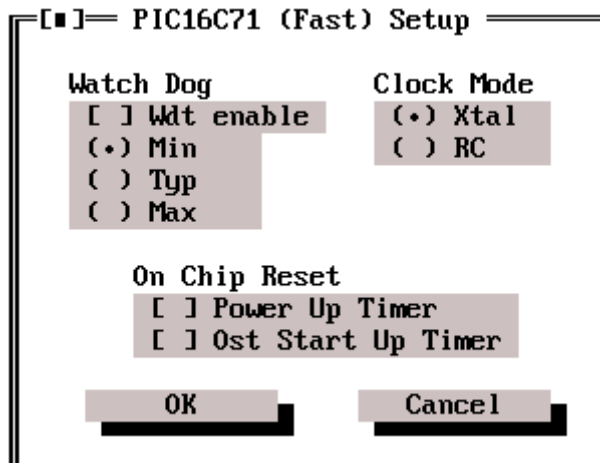 [■] PIC16C71 (Fast) Setup
Watch Dog
[ ] Wdt enable
(•) Min
( ) Typ
( ) Max
Clock Mode
(•) Xtal
( ) RC
On Chip Reset
[ ] Power Up Timer
[ ] Ost Start Up Timer
OK
Cancel